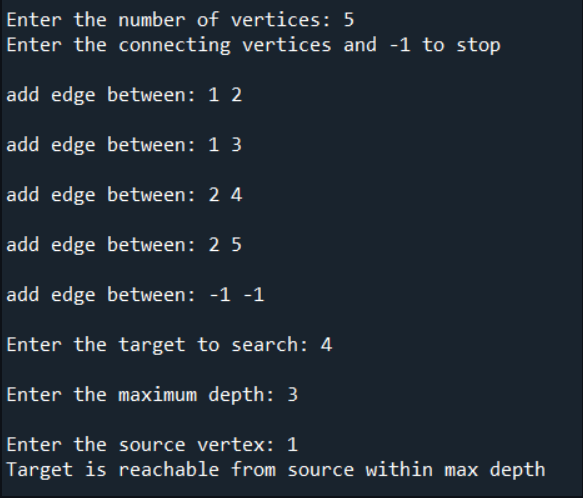 Enter the number of vertices: 5
Enter the connecting vertices and -1 to stop
add edge between: 1 2
add edge between: 1 3
add edge between: 2 4
add edge between: 2 5
add edge between: -1 -1
Enter the target to search: 4
Enter the maximum depth: 3
Enter the source vertex: 1
Target is reachable from source within max depth